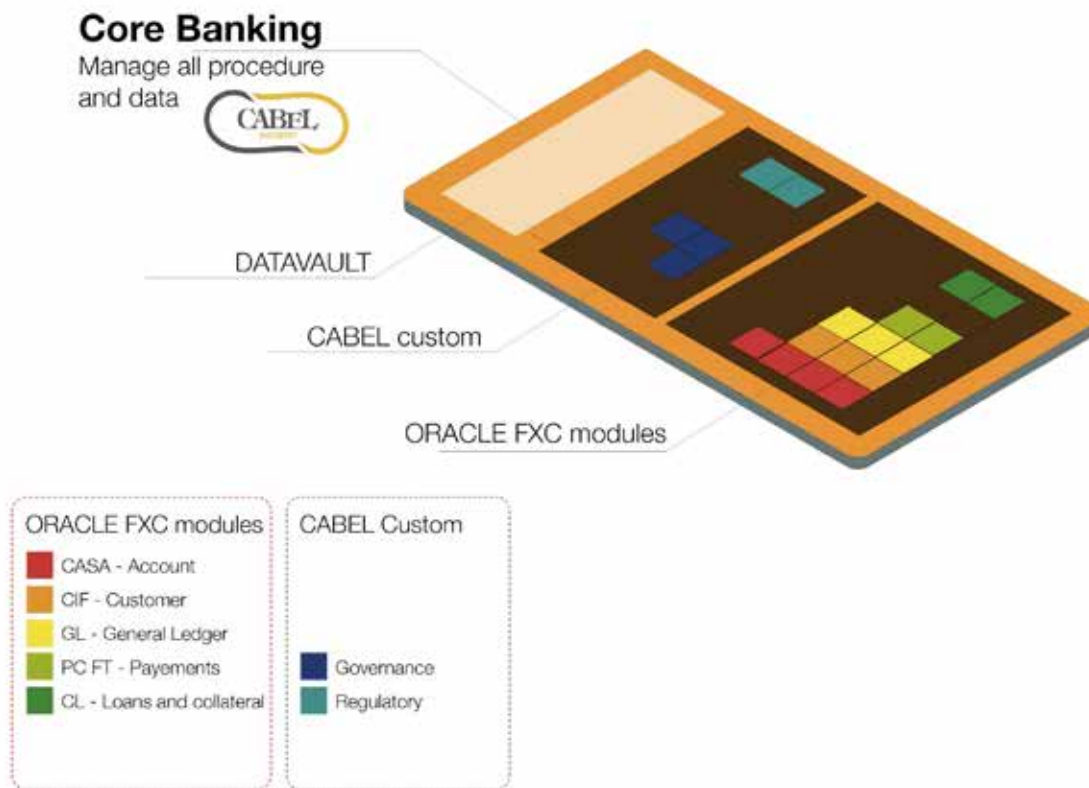 Core Banking
Manage all procedure
and data
CABEL
DATAVAULT
CABEL custom
ORACLE FXC modules
ORACLE FXC modules
CASA - Account
CIF - Customer
GL - General Ledger
PC FT - Payements
CL - Loans and collateral
CABEL Custom
Governance
Regulatory